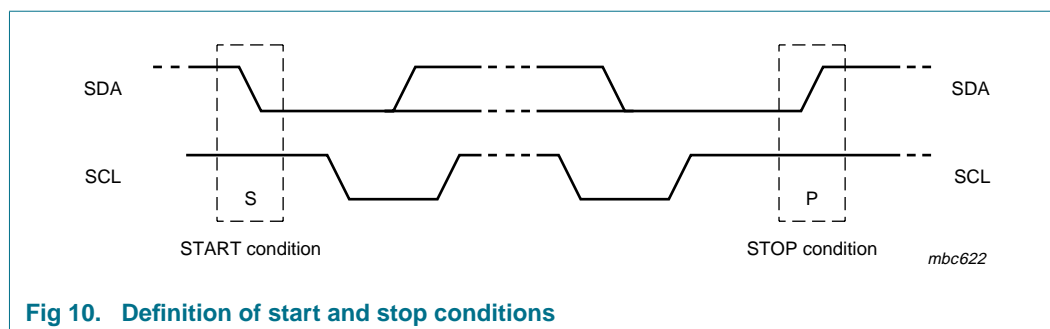 SDA SDA
SCL SCL
S P
START condition STOP condition
mbc622
Fig 10. Definition of start and stop conditions